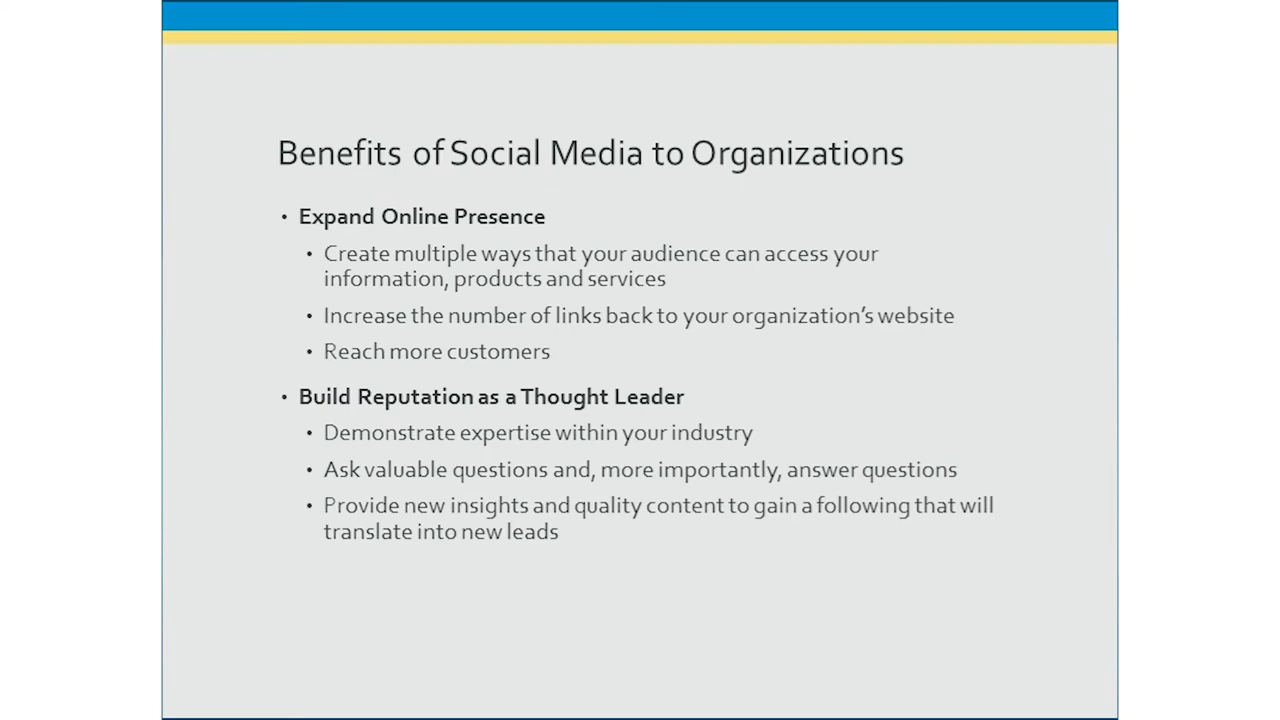 Benefits of Social Media to Organizations
• Expand Online Presence
• Create multiple ways that your audience can access your
information, products and services
• Increase the number of links back to your organization's website
• Reach more customers
• Build Reputation as a Thought Leader
• Demonstrate expertise within your industry
• Ask valuable questions and, more importantly, answer questions
• Provide new insights and quality content to gain a following that will
translate into new leads